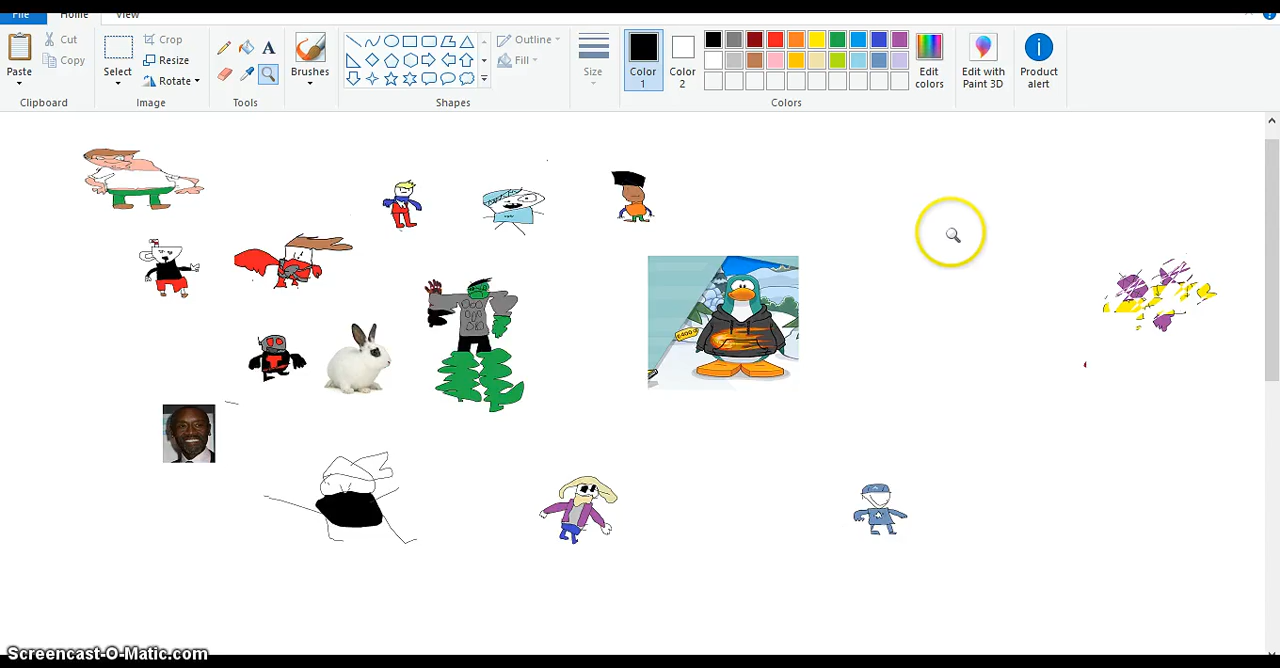 File Home View
Paste Cut Copy Select Crop Resize Rotate A Brushes Outline Fill Size Color 1 Color 2 Edit colors Edit with Paint 3D Product alert
Clipboard Image Tools Shapes Colors
Screencast-O-Matic.com